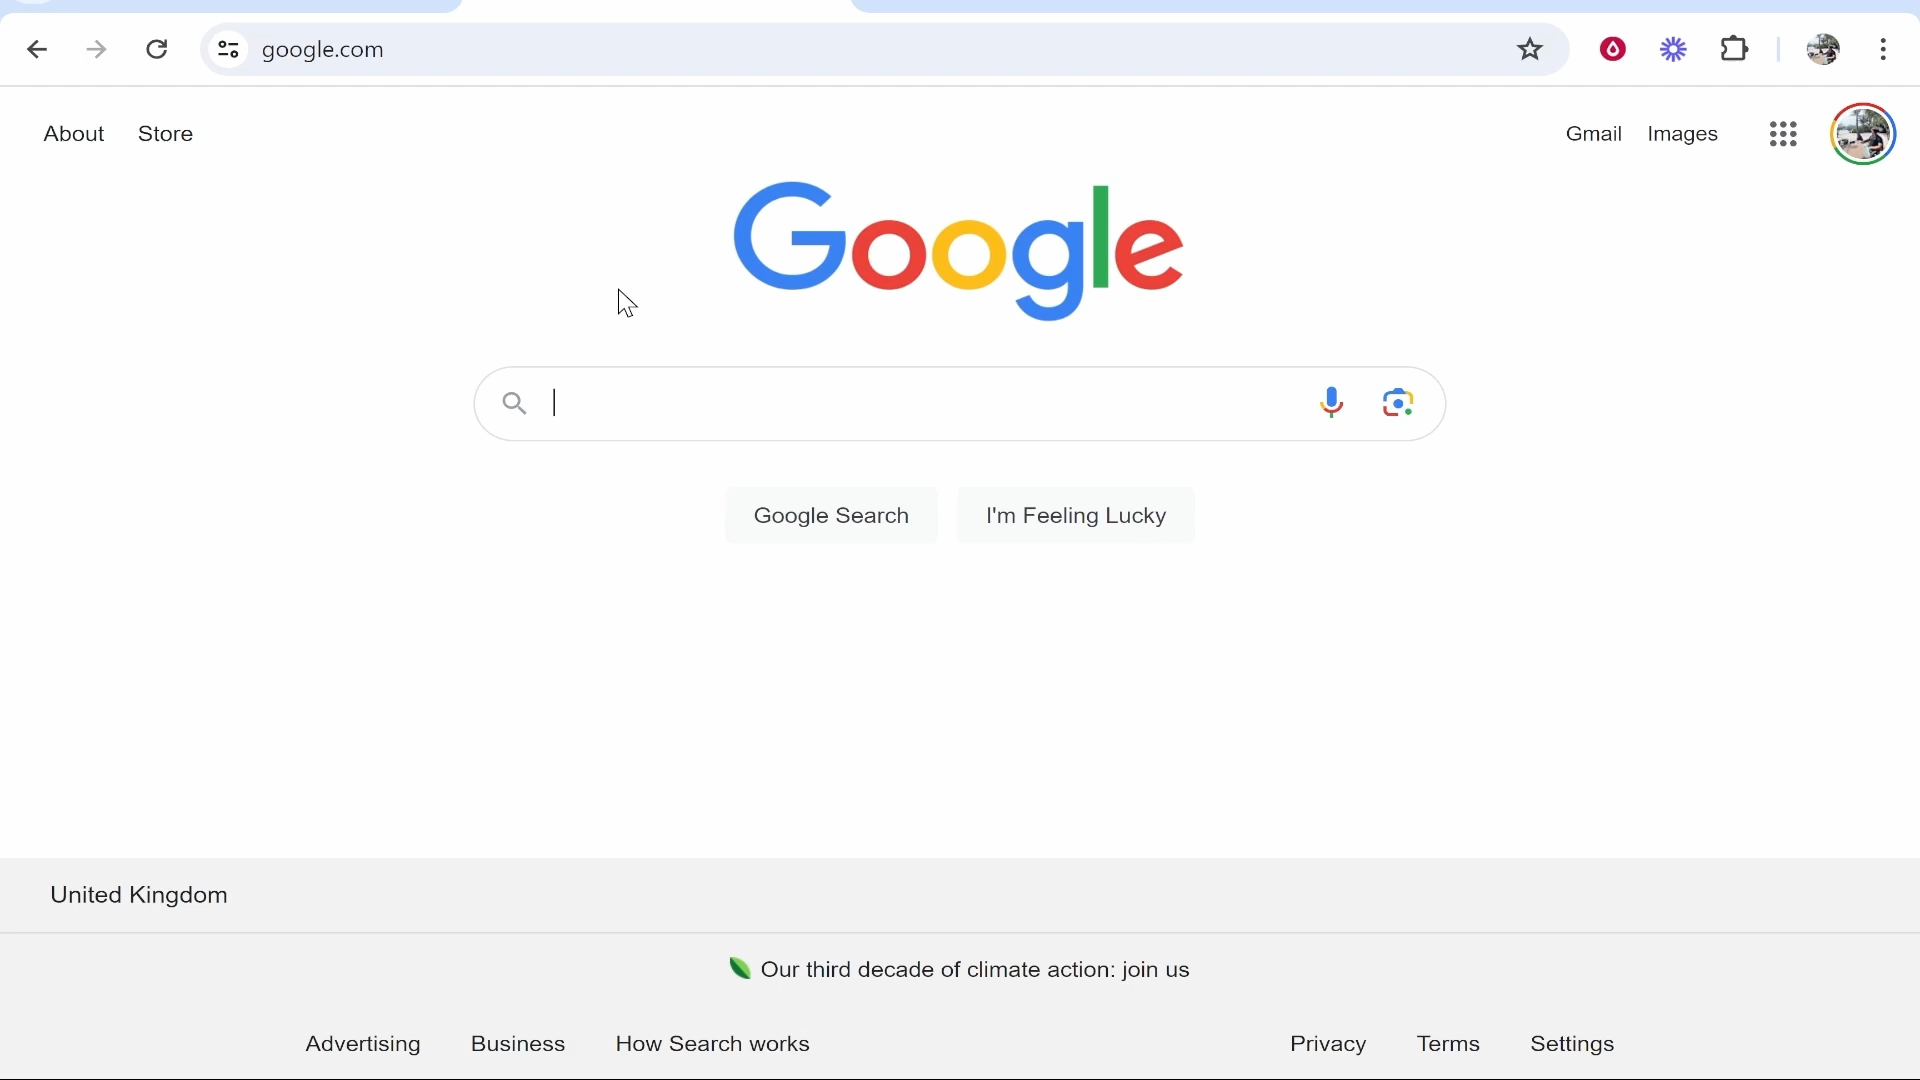 google.com
About Store Gmail Images
Google
Google Search I'm Feeling Lucky
United Kingdom
Our third decade of climate action: join us
Advertising Business How Search works Privacy Terms Settings